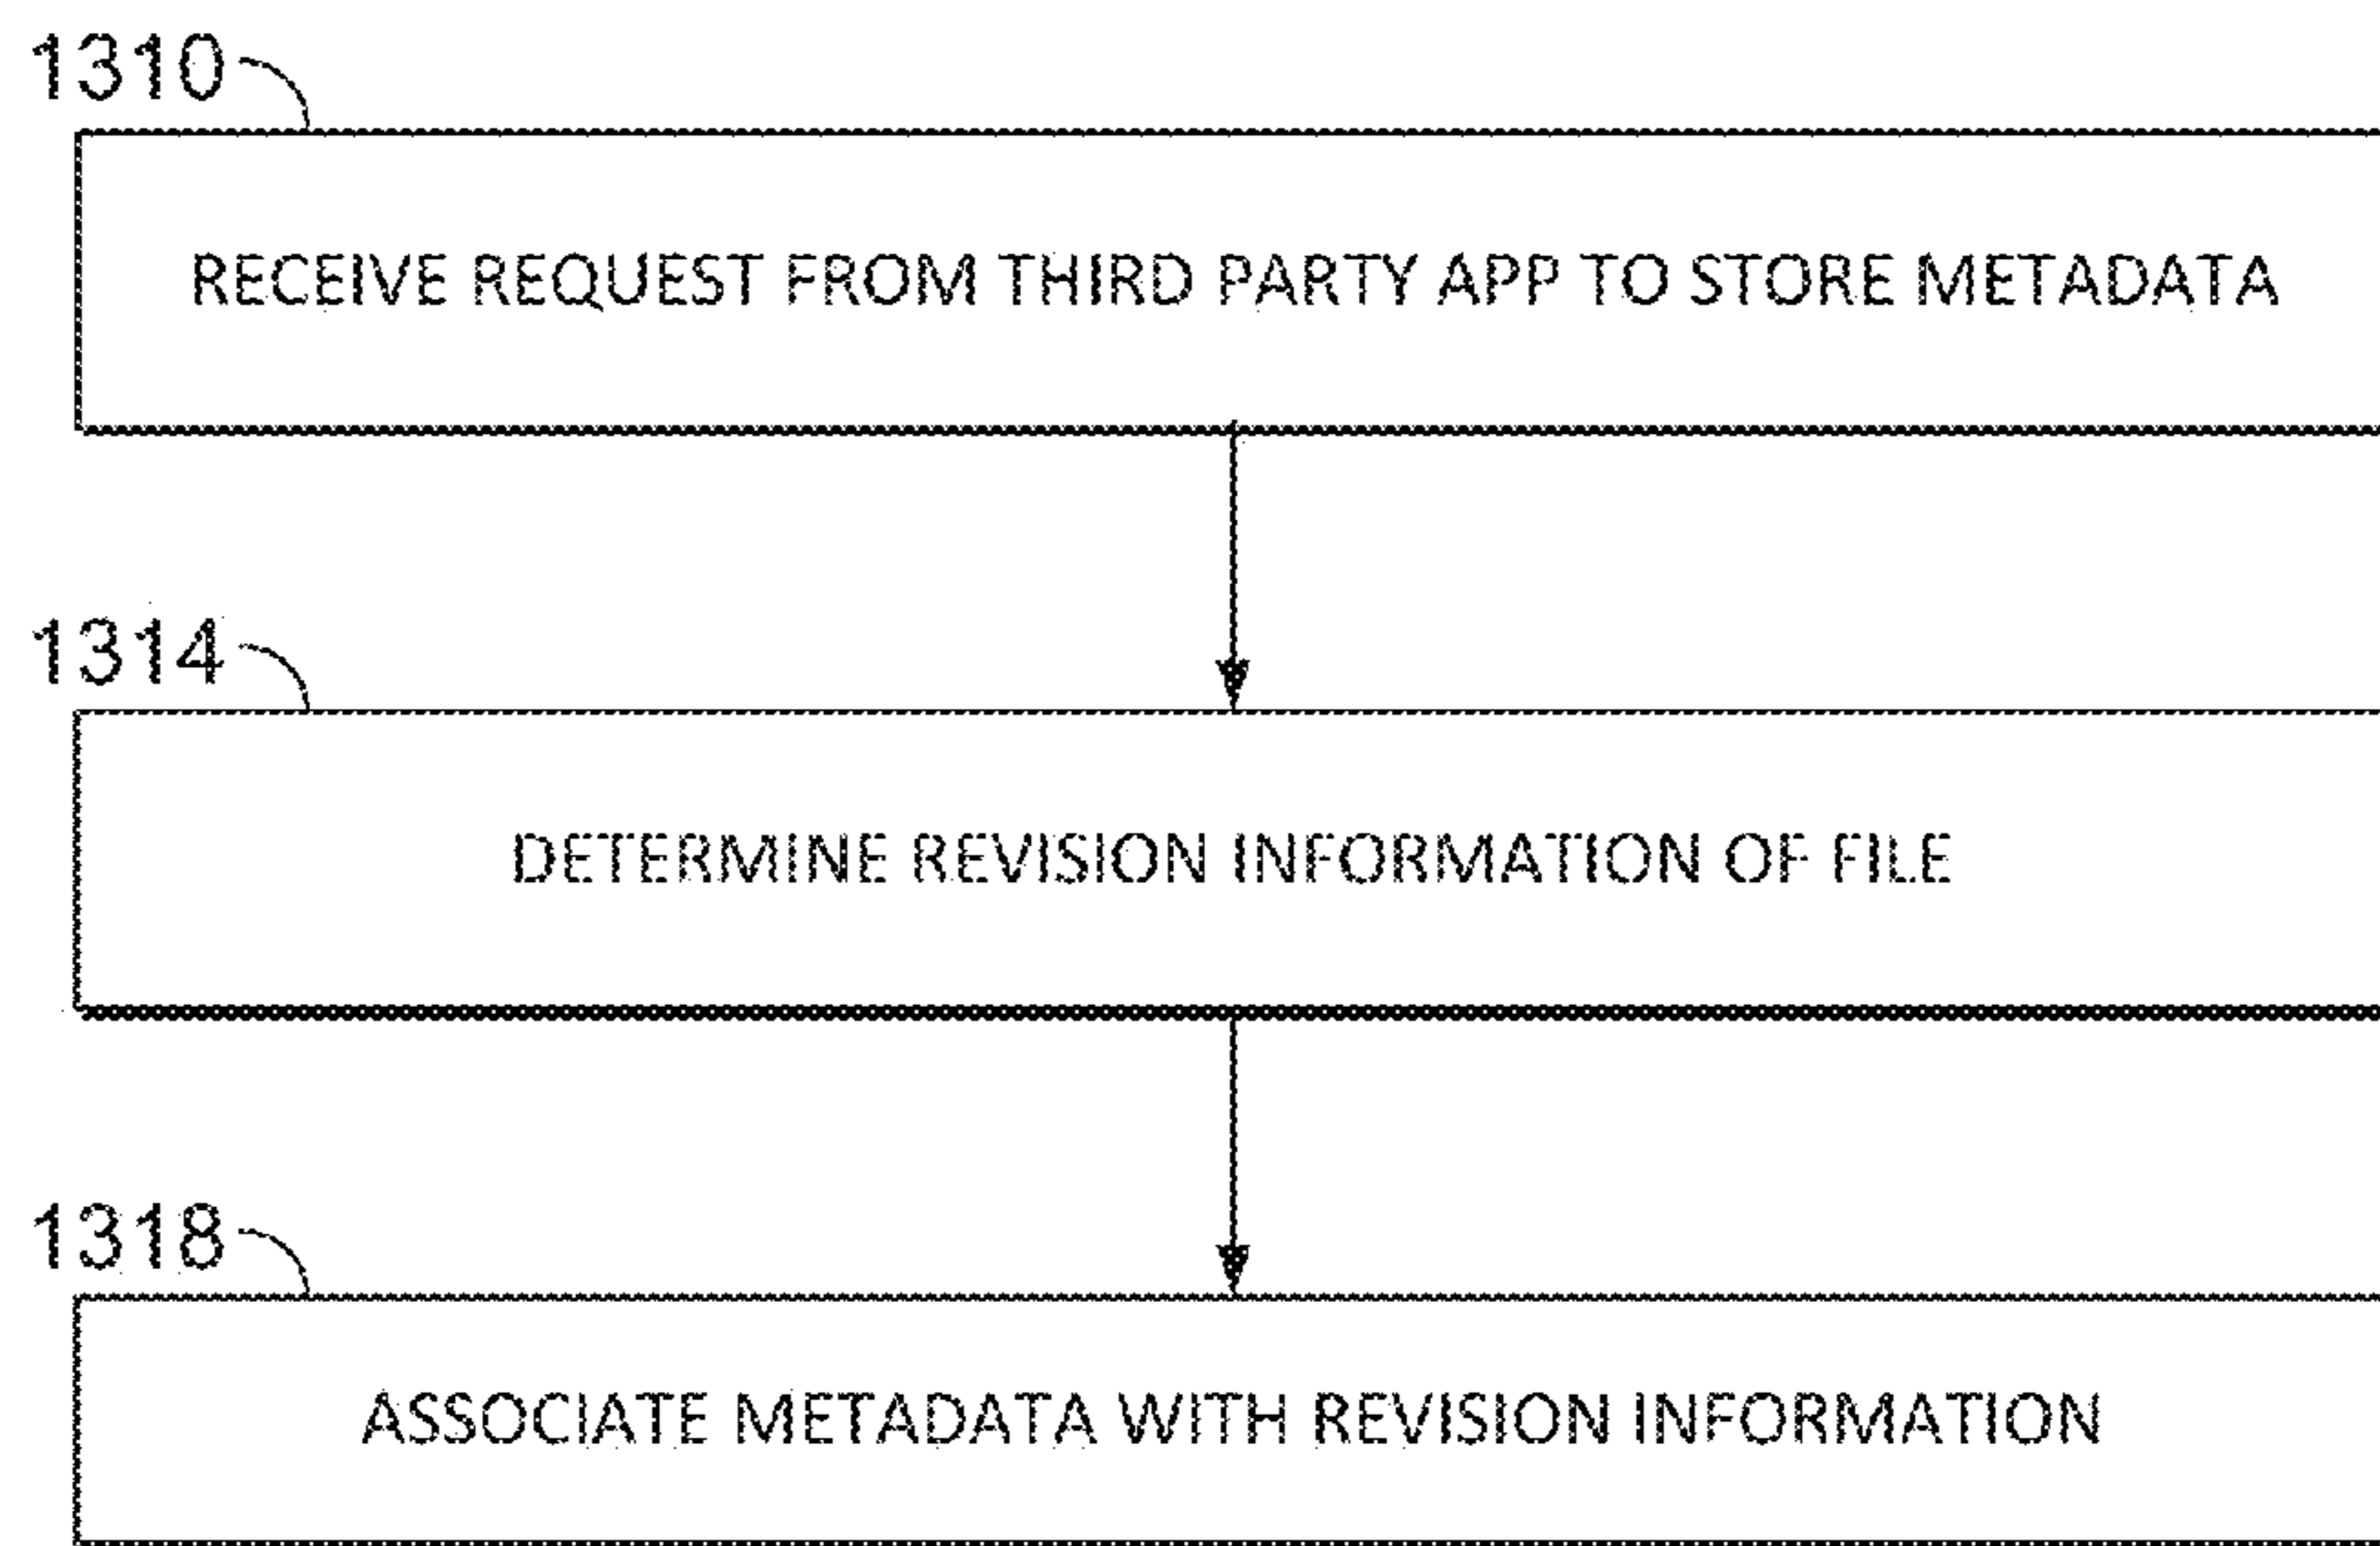 1310
RECEIVE REQUEST FROM THIRD PARTY APP TO STORE METADATA
1314
DETERMINE REVISION INFORMATION OF FILE
1318
ASSOCIATE METADATA WITH REVISION INFORMATION